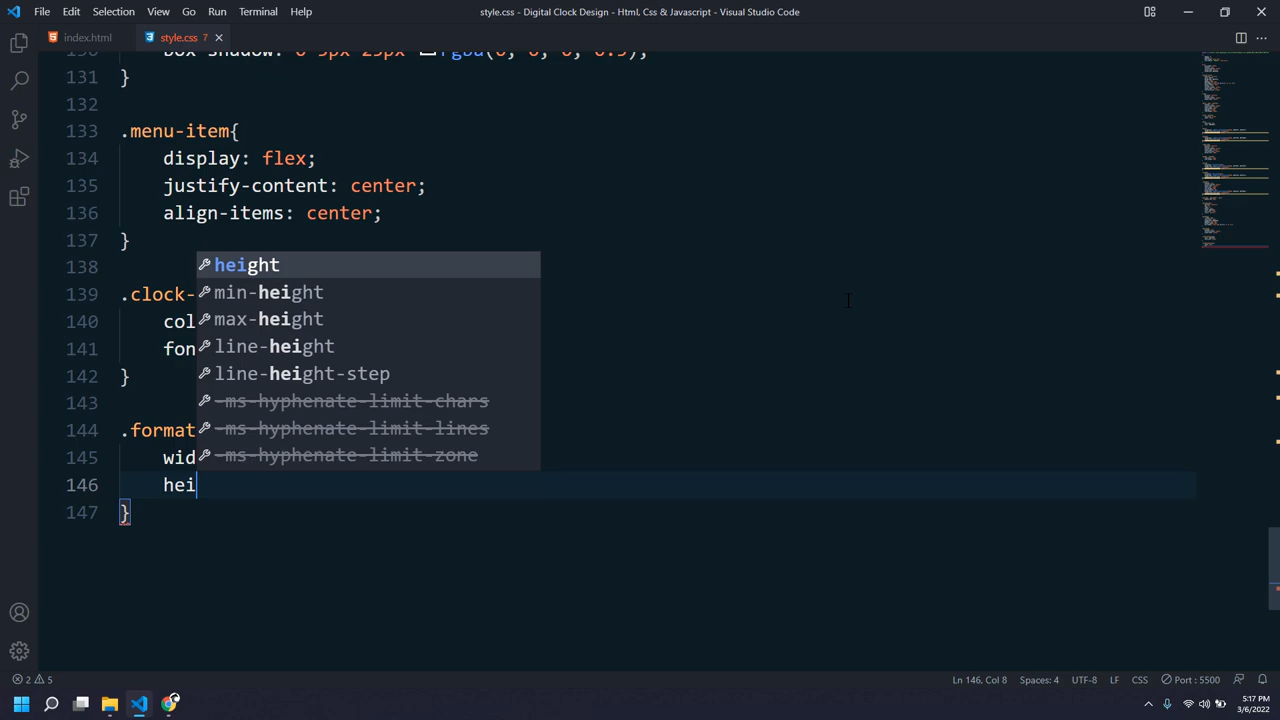 File Edit Selection View Go Run Terminal Help style.css - Digital Clock Design - Html, Css & Javascript - Visual Studio Code
index.html style.css 7
130 box-shadow: 0 5px 25px rgba(0, 0, 0, 0.5);
131 }
132
133 .menu-item{
134 display: flex;
135 justify-content: center;
136 align-items: center;
137 }
138 height
min-height
139 .clock- max-height
140 col line-height
141 fon line-height-step
142 } -ms-hyphenate-limit-chars
143 -ms-hyphenate-limit-lines
144 .format -ms-hyphenate-limit-zone
145 wid
146 hei
147 }
2 5 Ln 146, Col 8 Spaces: 4 UTF-8 LF CSS Port : 5500
5:17 PM
3/6/2022